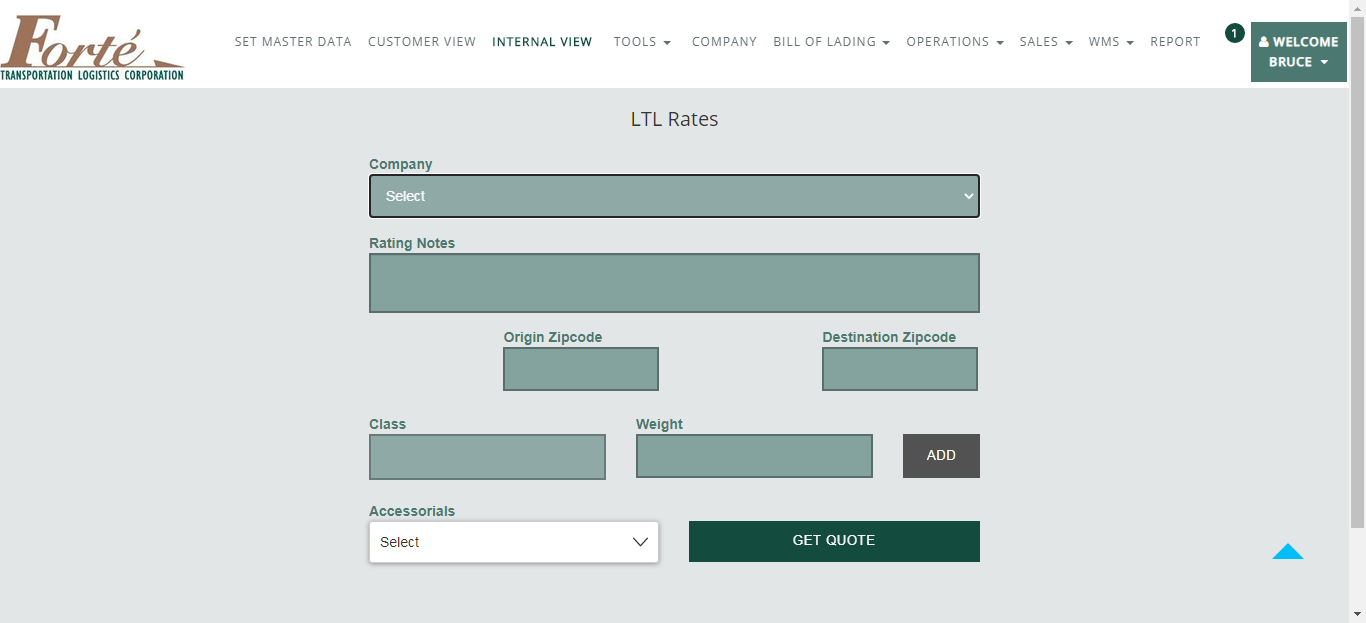 Forté
TRANSPORTATION LOGISTICS CORPORATION
SET MASTER DATA CUSTOMER VIEW INTERNAL VIEW TOOLS COMPANY BILL OF LADING OPERATIONS SALES WMS REPORT
1
WELCOME
BRUCE
LTL Rates
Company
Select
Rating Notes
Origin Zipcode Destination Zipcode
Class Weight
ADD
Accessorials
Select GET QUOTE